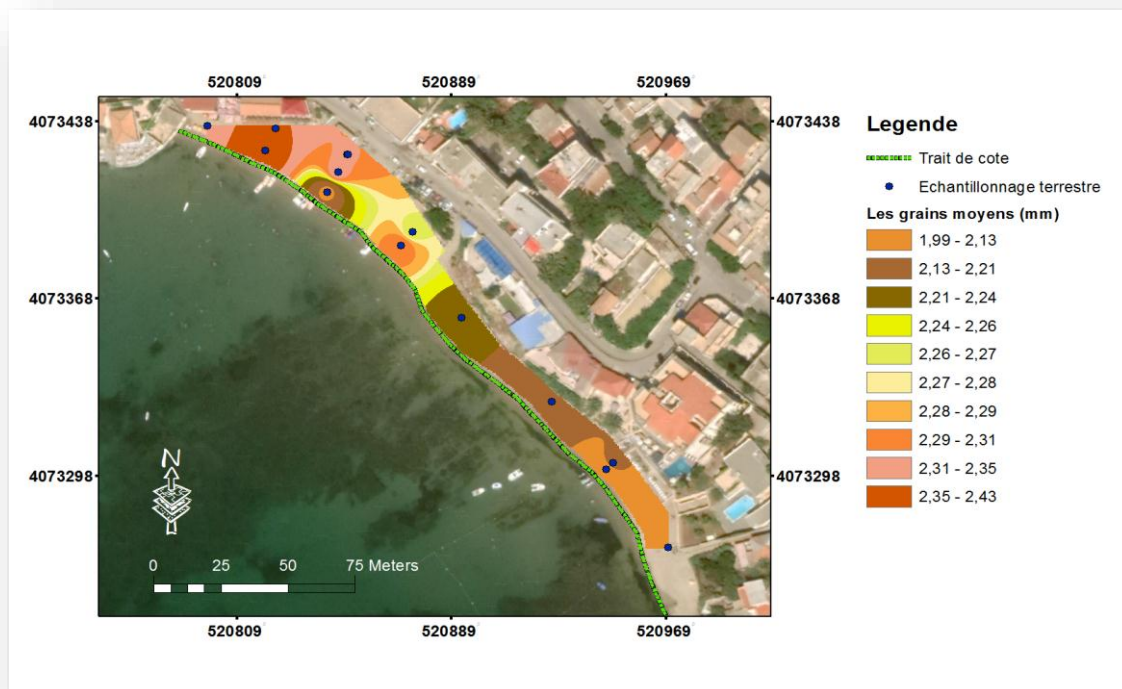 520809 520889 520969
4073438 4073438
4073368 4073368
4073298 4073298
N
0 25 50 75 Meters
520809 520889 520969
Legende
Trait de cote
Echantillonnage terrestre
Les grains moyens (mm)
1,99 - 2,13
2,13 - 2,21
2,21 - 2,24
2,24 - 2,26
2,26 - 2,27
2,27 - 2,28
2,28 - 2,29
2,29 - 2,31
2,31 - 2,35
2,35 - 2,43